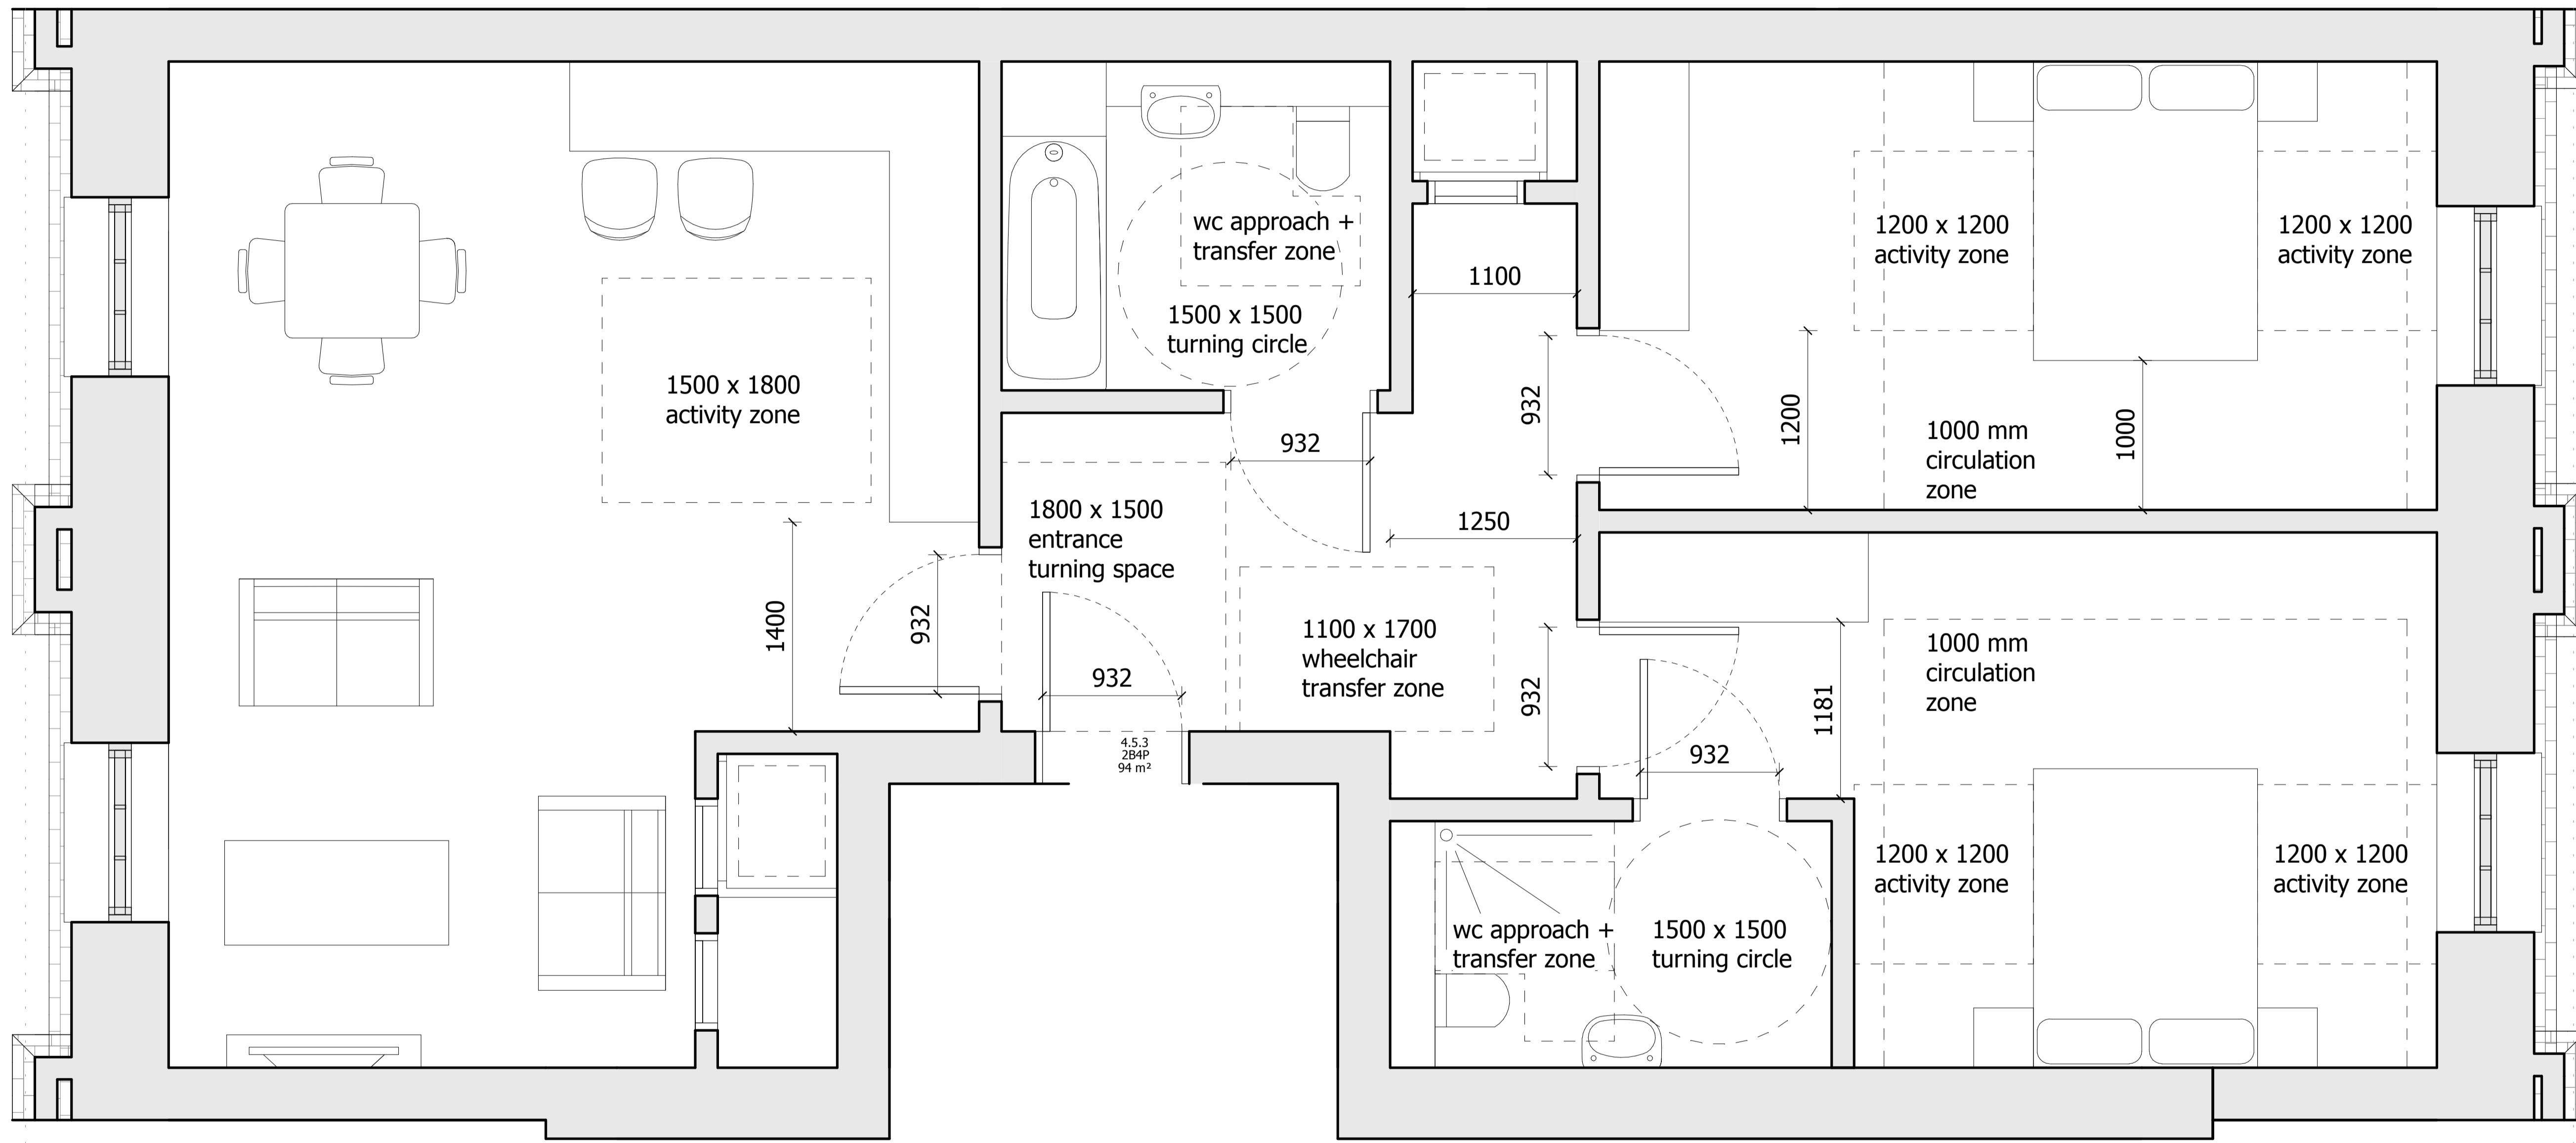 1500 x 1800
activity zone
1400
932
wc approach +
transfer zone
1500 x 1500
turning circle
1800 x 1500
entrance
turning space
932
932
4.5.3
2B4P
94 m²
1100 x 1700
wheelchair
transfer zone
1100
1250
932
932
1200 x 1200
activity zone
1200 x 1200
activity zone
1200
1000 mm
circulation
zone
1000
1000 mm
circulation
zone
1181
932
1200 x 1200
activity zone
1200 x 1200
activity zone
wc approach +
transfer zone
1500 x 1500
turning circle